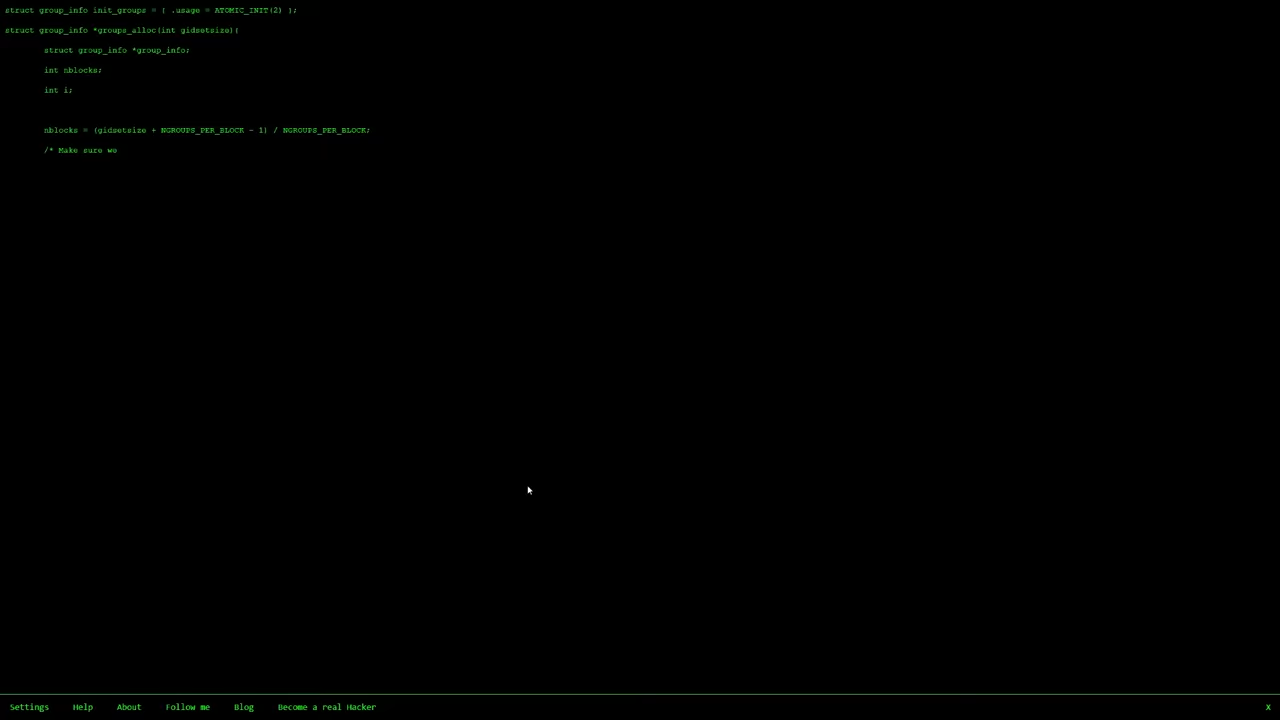 struct group_info init_groups = { .usage = ATOMIC_INIT(2) };
struct group_info *groups_alloc(int gidsetsize){
struct group_info *group_info;
int nblocks;
int i;
nblocks = (gidsetsize + NGROUPS_PER_BLOCK - 1) / NGROUPS_PER_BLOCK;
/* Make sure we
Settings Help About Follow me Blog Become a real Hacker X